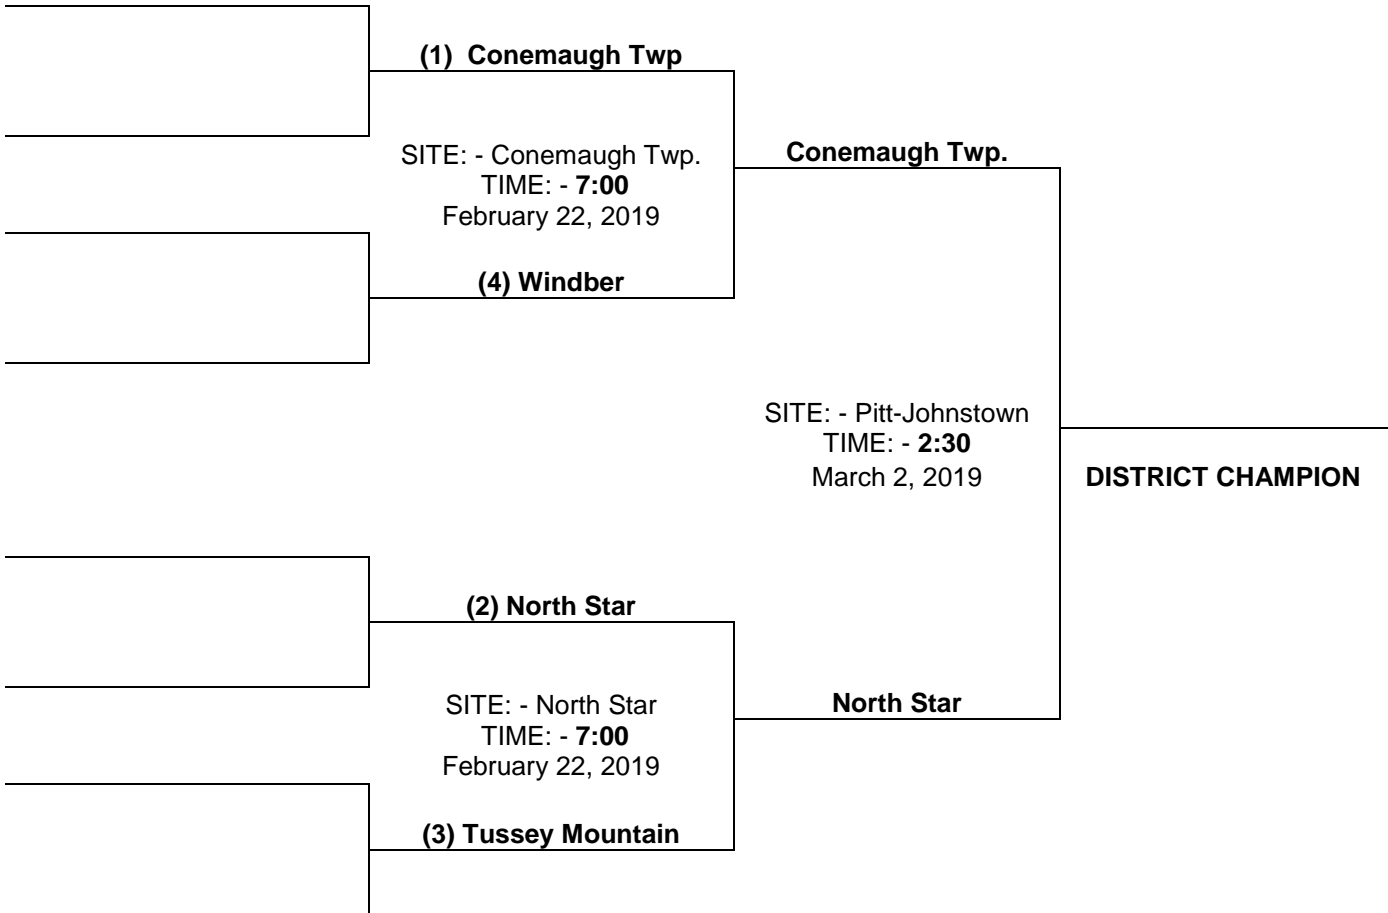 (1)  Conemaugh Twp
SITE: - Conemaugh Twp.
TIME: - 7:00
February 22, 2019
(4) Windber
Conemaugh Twp.
SITE: - Pitt-Johnstown
TIME: - 2:30
March 2, 2019
DISTRICT CHAMPION
(2) North Star
SITE: - North Star
TIME: - 7:00
February 22, 2019
(3) Tussey Mountain
North Star